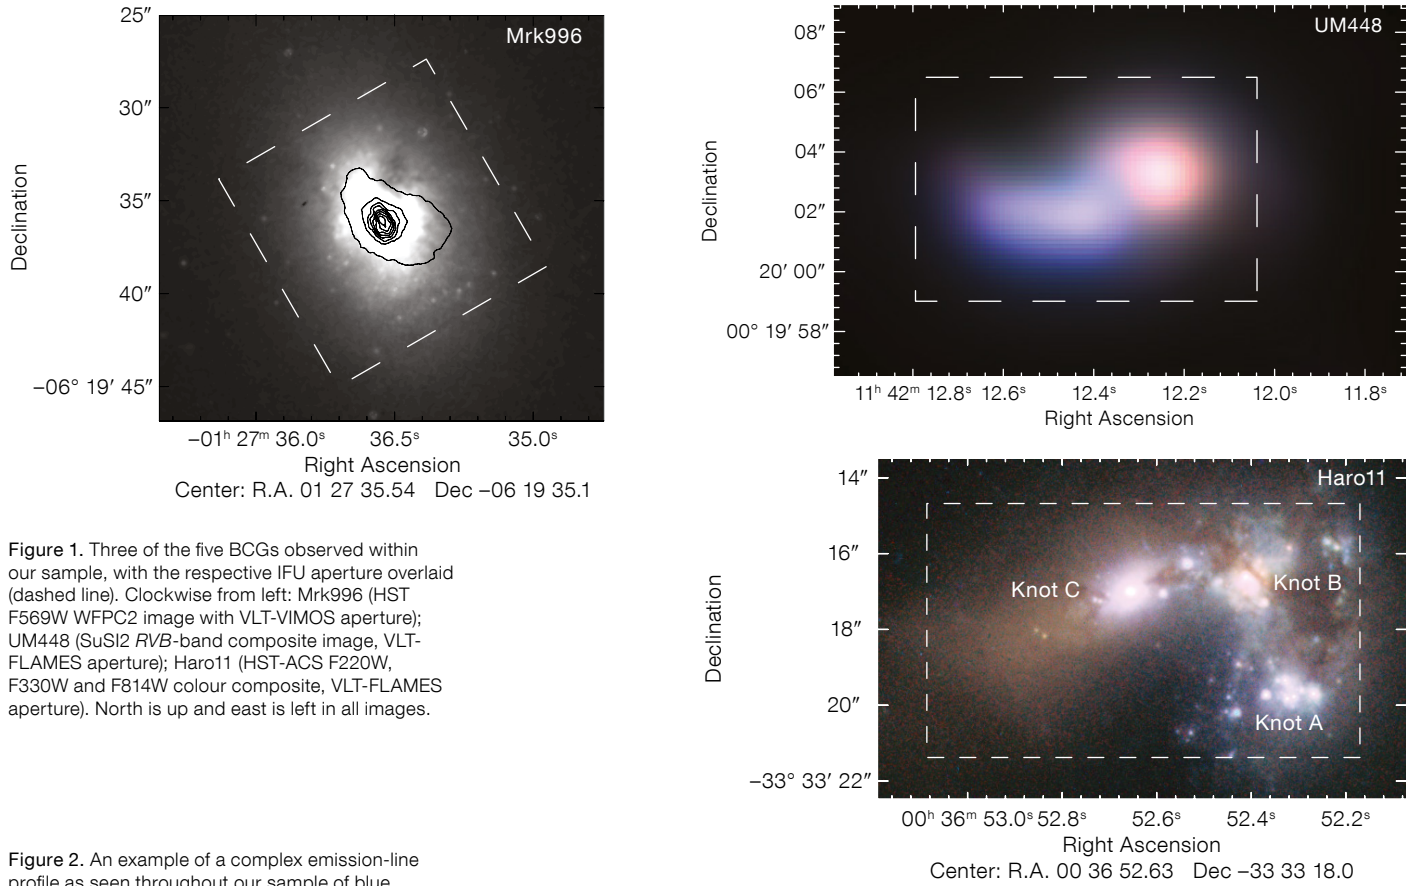 25″
Mrk996
30″
35″
40″
–06° 19′ 45″
Declination
–01ʰ 27ᵐ 36.0ˢ 36.5ˢ 35.0ˢ
Right Ascension
Center: R.A. 01 27 35.54 Dec –06 19 35.1
Figure 1. Three of the five BCGs observed within
our sample, with the respective IFU aperture overlaid
(dashed line). Clockwise from left: Mrk996 (HST
F569W WFPC2 image with VLT-VIMOS aperture);
UM448 (SuSI2 RVB-band composite image, VLT-
FLAMES aperture); Haro11 (HST-ACS F220W,
F330W and F814W colour composite, VLT-FLAMES
aperture). North is up and east is left in all images.
Figure 2. An example of a complex emission-line
profile as seen throughout our sample of blue
08″
UM448
06″
04″
02″
20′ 00″
00° 19′ 58″
Declination
11ʰ 42ᵐ 12.8ˢ 12.6ˢ 12.4ˢ 12.2ˢ 12.0ˢ 11.8ˢ
Right Ascension
14″
Haro11
16″
Knot C
Knot B
18″
20″
Knot A
–33° 33′ 22″
Declination
00ʰ 36ᵐ 53.0ˢ 52.8ˢ 52.6ˢ 52.4ˢ 52.2ˢ
Right Ascension
Center: R.A. 00 36 52.63 Dec –33 33 18.0